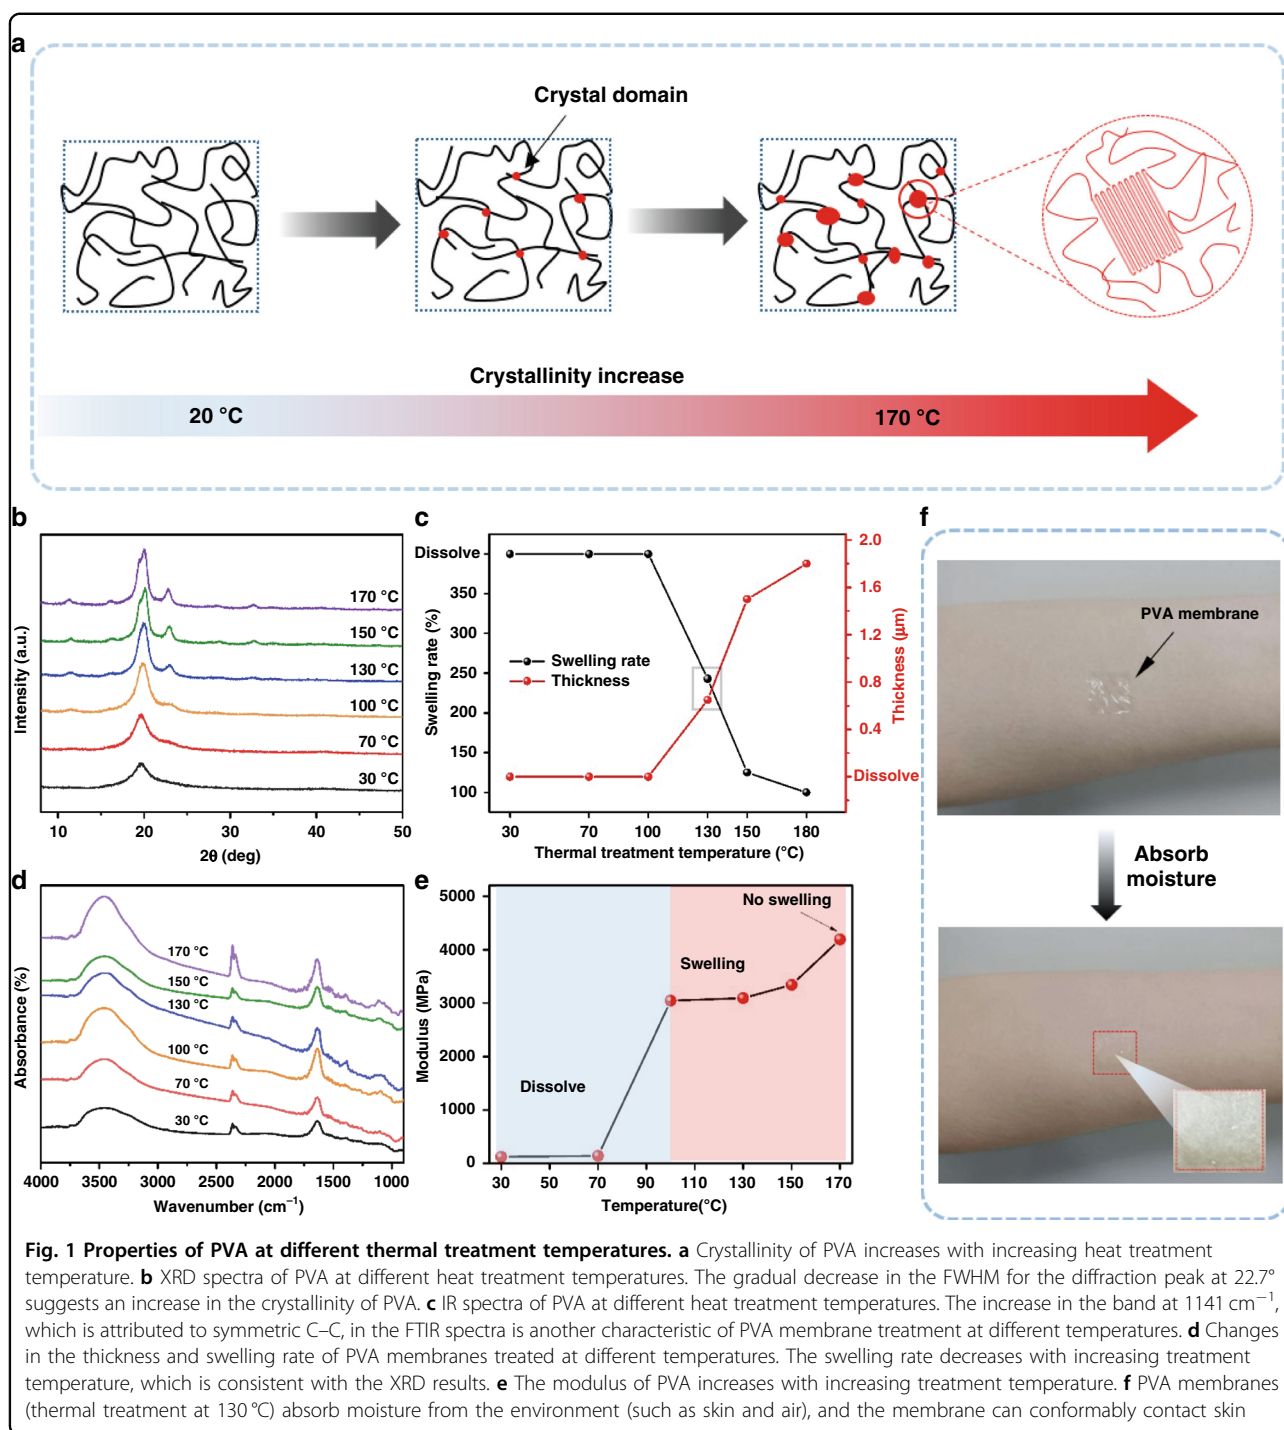 a
Crystal domain
Crystallinity increase
20 °C
170 °C
b
Intensity (a.u.)
170 °C
150 °C
130 °C
100 °C
70 °C
30 °C
10 20 30 40 50
2θ (deg)
c
Swelling rate (%)
Dissolve
350
300
250
200
150
100
Swelling rate
Thickness
2.0
1.6
1.2
0.8
0.4
Dissolve
Thickness (μm)
30 70 100 130 150 180
Thermal treatment temperature (°C)
d
Absorbance (%)
170 °C
150 °C
130 °C
100 °C
70 °C
30 °C
4000 3500 3000 2500 2000 1500 1000
Wavenumber (cm⁻¹)
e
Modulus (MPa)
5000
4000
3000
2000
1000
0
No swelling
Swelling
Dissolve
30 50 70 90 110 130 150 170
Temperature(°C)
f
PVA membrane
Absorb
moisture
Fig. 1 Properties of PVA at different thermal treatment temperatures. a Crystallinity of PVA increases with increasing heat treatment
temperature. b XRD spectra of PVA at different heat treatment temperatures. The gradual decrease in the FWHM for the diffraction peak at 22.7°
suggests an increase in the crystallinity of PVA. c IR spectra of PVA at different heat treatment temperatures. The increase in the band at 1141 cm⁻¹,
which is attributed to symmetric C–C, in the FTIR spectra is another characteristic of PVA membrane treatment at different temperatures. d Changes
in the thickness and swelling rate of PVA membranes treated at different temperatures. The swelling rate decreases with increasing treatment
temperature, which is consistent with the XRD results. e The modulus of PVA increases with increasing treatment temperature. f PVA membranes
(thermal treatment at 130 °C) absorb moisture from the environment (such as skin and air), and the membrane can conformably contact skin